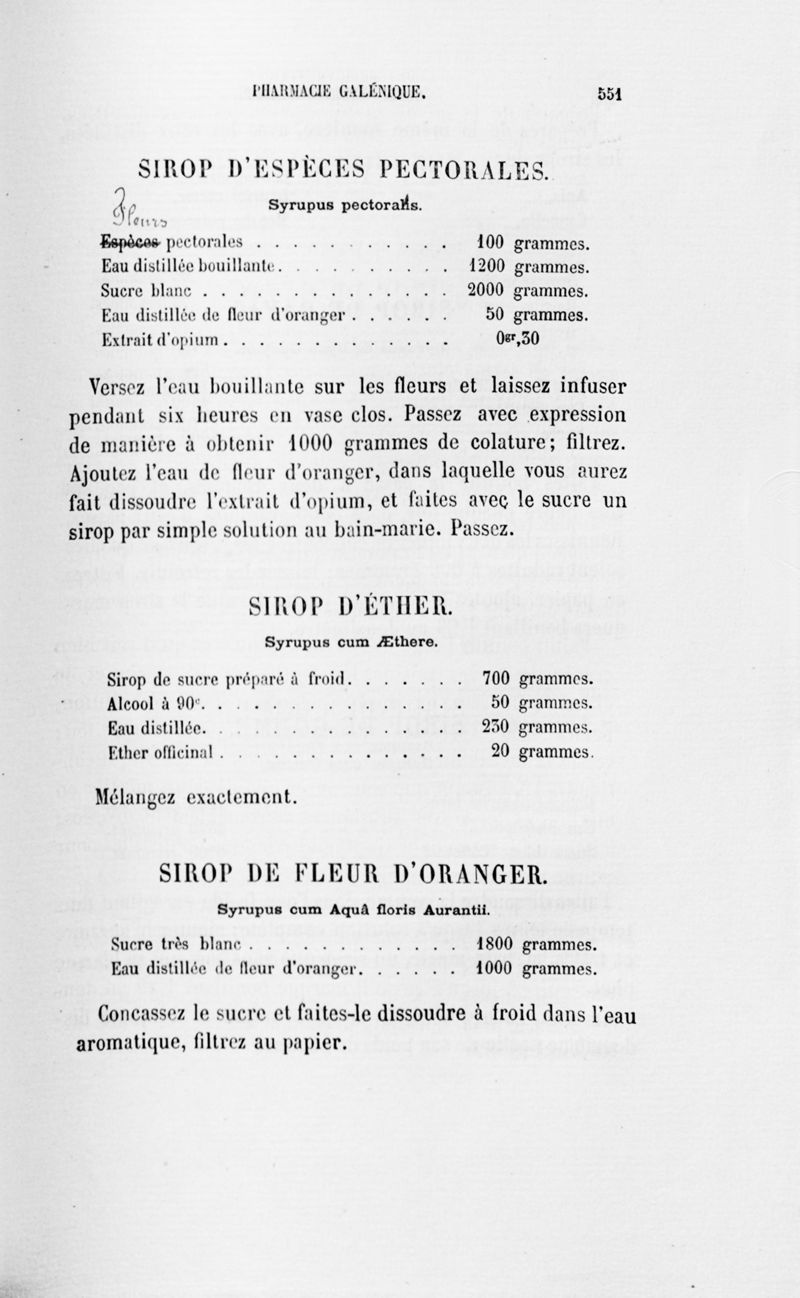 PHARMACIE GALÉNIQUE. 551
SIROP D'ESPÈCES PECTORALES.
Syrupus pectoralis.
Fleurs
Espèces pectorales . . . . . . . . . . . 100 grammes.
Eau distillée bouillante. . . . . . . . . . 1200 grammes.
Sucre blanc . . . . . . . . . . . . . . 2000 grammes.
Eau distillée de fleur d'oranger . . . . . . 50 grammes.
Extrait d'opium . . . . . . . . . . . . . 0gr,30
Versez l'eau bouillante sur les fleurs et laissez infuser
pendant six heures en vase clos. Passez avec expression
de manière à obtenir 1000 grammes de colature; filtrez.
Ajoutez l'eau de fleur d'oranger, dans laquelle vous aurez
fait dissoudre l'extrait d'opium, et faites avec le sucre un
sirop par simple solution au bain-marie. Passez.
SIROP D'ÉTHER.
Syrupus cum Æthere.
Sirop de sucre préparé à froid. . . . . . . 700 grammes.
Alcool à 90c. . . . . . . . . . . . . . 50 grammes.
Eau distillée. . . . . . . . . . . . . . 230 grammes.
Ether officinal . . . . . . . . . . . . . 20 grammes.
Mélangez exactement.
SIROP DE FLEUR D'ORANGER.
Syrupus cum Aquâ floris Aurantii.
Sucre très blanc . . . . . . . . . . . . 1800 grammes.
Eau distillée de fleur d'oranger. . . . . . 1000 grammes.
Concassez le sucre et faites-le dissoudre à froid dans l'eau
aromatique, filtrez au papier.